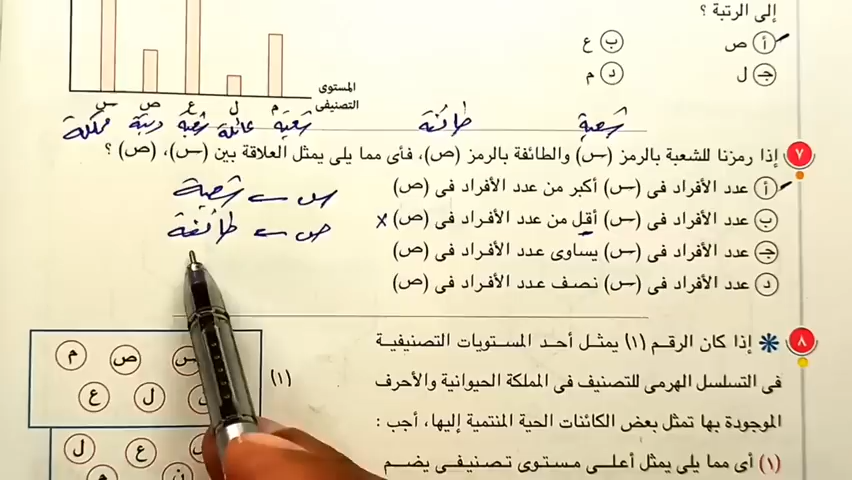 إلى الرتبة ؟
أ ص
ب ع
جـ ل
د م
المستوى
التصنيفى
س ص ع ل م
مملكة رتبة شعبة عائلة شعبة
طائفة
شعبة
٧ إذا رمزنا للشعبة بالرمز (س) والطائفة بالرمز (ص)، فأى مما يلى يمثل العلاقة بين (س)، (ص) ؟
أ عدد الأفراد فى (س) أكبر من عدد الأفراد فى (ص)
ب عدد الأفراد فى (س) أقل من عدد الأفراد فى (ص) x
جـ عدد الأفراد فى (س) يساوى عدد الأفراد فى (ص)
د عدد الأفراد فى (س) نصف عدد الأفراد فى (ص)
س ← شعبة
ص ← طائفة
٨ إذا كان الرقم (١) يمثل أحد المستويات التصنيفية
فى التسلسل الهرمى للتصنيف فى المملكة الحيوانية والأحرف
الموجودة بها تمثل بعض الكائنات الحية المنتمية إليها، أجب :
(١) أى مما يلى يمثل أعلى مستوى تصنيفى يضم
(١)
س ص م
ل ع
ع ل